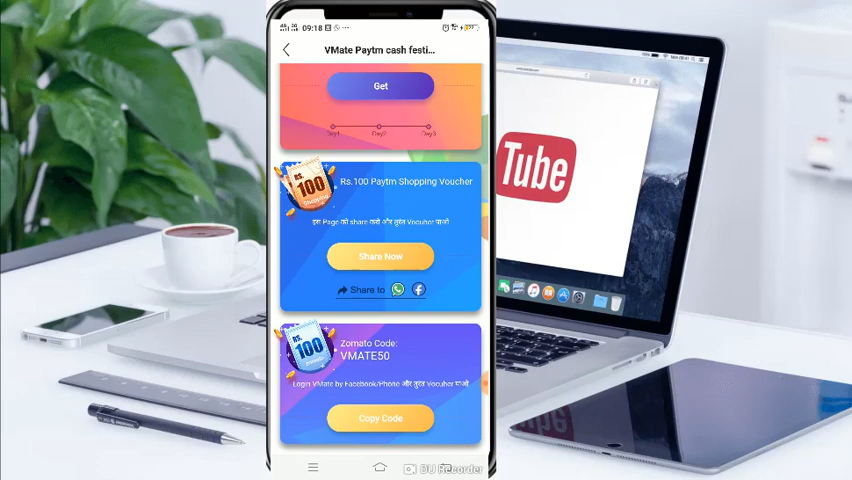 09:18
VMate Paytm cash festi...
Get
Day1 Day2 Day3
RS.
100
Shopping
Rs.100 Paytm Shopping Voucher
इस Page को share करो और तुरंत Voucher पाओ
Share Now
Share to
RS.
100
Zomato Code:
VMATE50
Login VMate by Facebook/Phone और तुरंत Voucher पाओ
Copy Code
DU Recorder
Tube